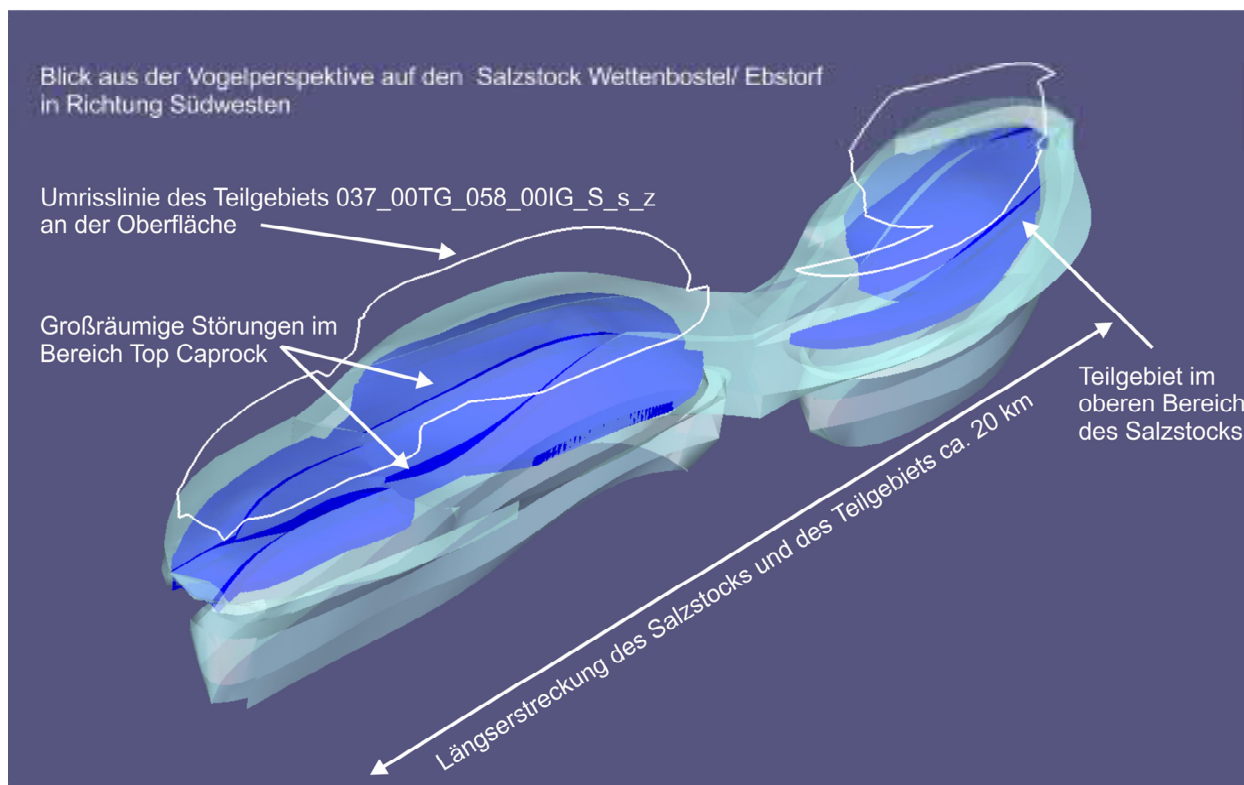 Blick aus der Vogelperspektive auf den Salzstock Wettenbostel/ Ebstorf
in Richtung Südwesten
Umrisslinie des Teilgebiets 037_00TG_058_00IG_S_s_z
an der Oberfläche
Großräumige Störungen im
Bereich Top Caprock
Teilgebiet im
oberen Bereich
des Salzstocks
Längserstreckung des Salzstocks und des Teilgebiets ca. 20 km